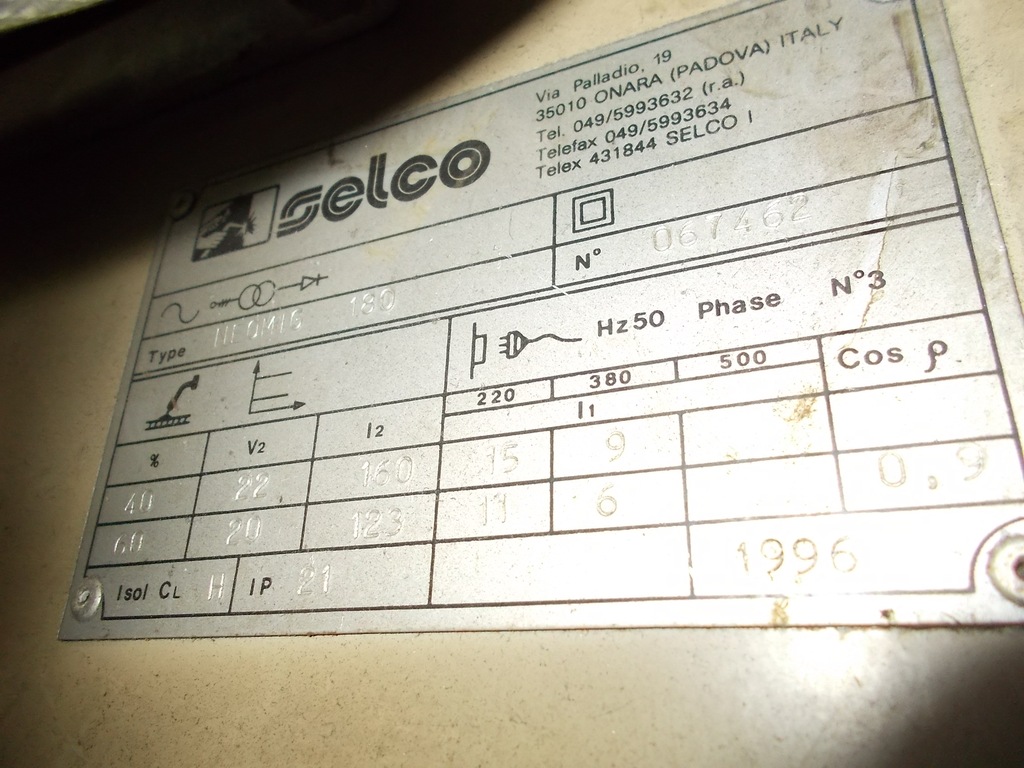 selco
Via Palladio, 19
35010 ONARA (PADOVA) ITALY
Tel. 049/5993632 (r.a.)
Telefax 049/5993634
Telex 431844 SELCO I
N° 067462
Type NEOMIG 180
Hz50 Phase N°3
220 380 500 Cos ρ
I1
% V2 I2
40 22 160 15 9
0,9
60 20 123 11 6
Isol CL H IP 21 1996